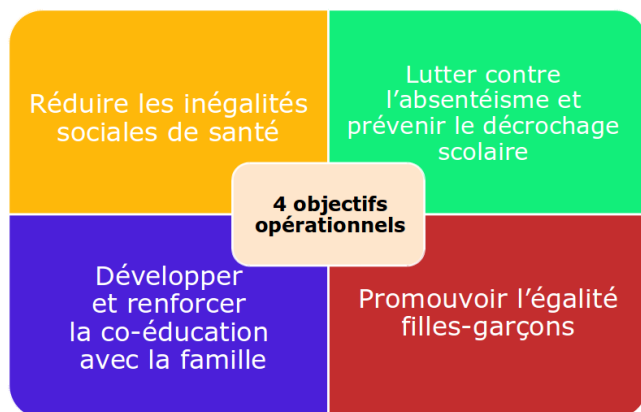 Réduire les inégalités
sociales de santé
Lutter contre
l’absentéisme et
prévenir le décrochage
scolaire
4 objectifs
opérationnels
Développer
et renforcer
la co-éducation
avec la famille
Promouvoir l’égalité
filles-garçons